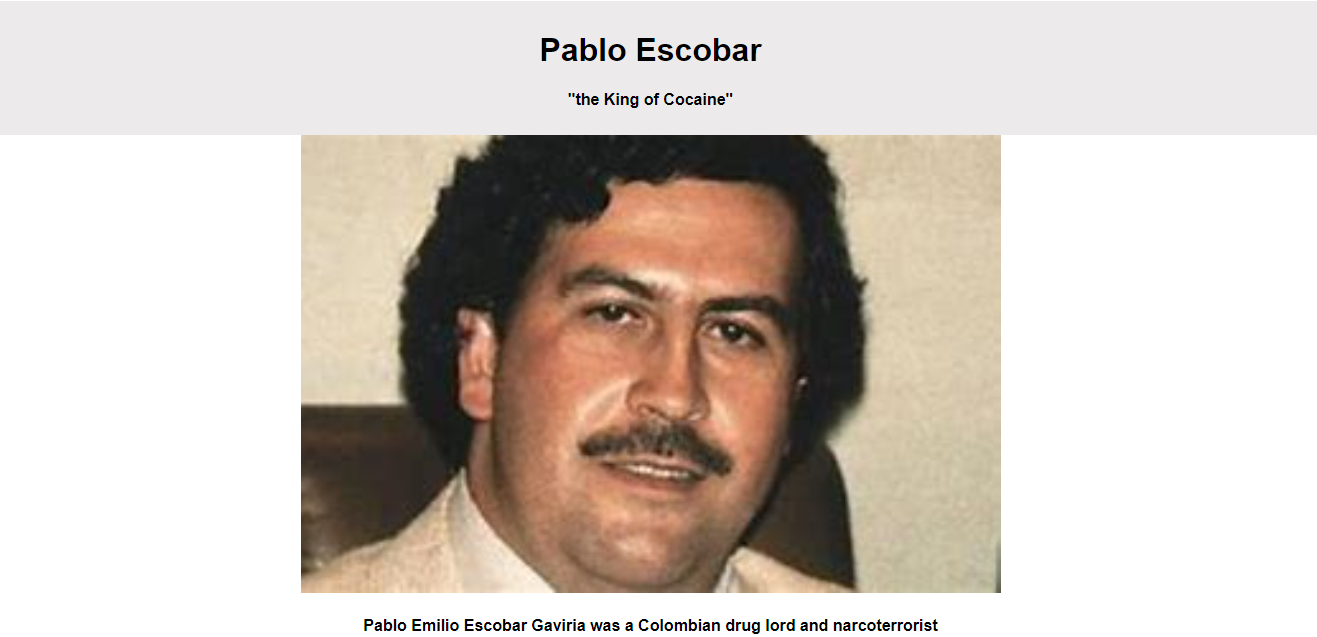 Pablo Escobar
"the King of Cocaine"
Pablo Emilio Escobar Gaviria was a Colombian drug lord and narcoterrorist